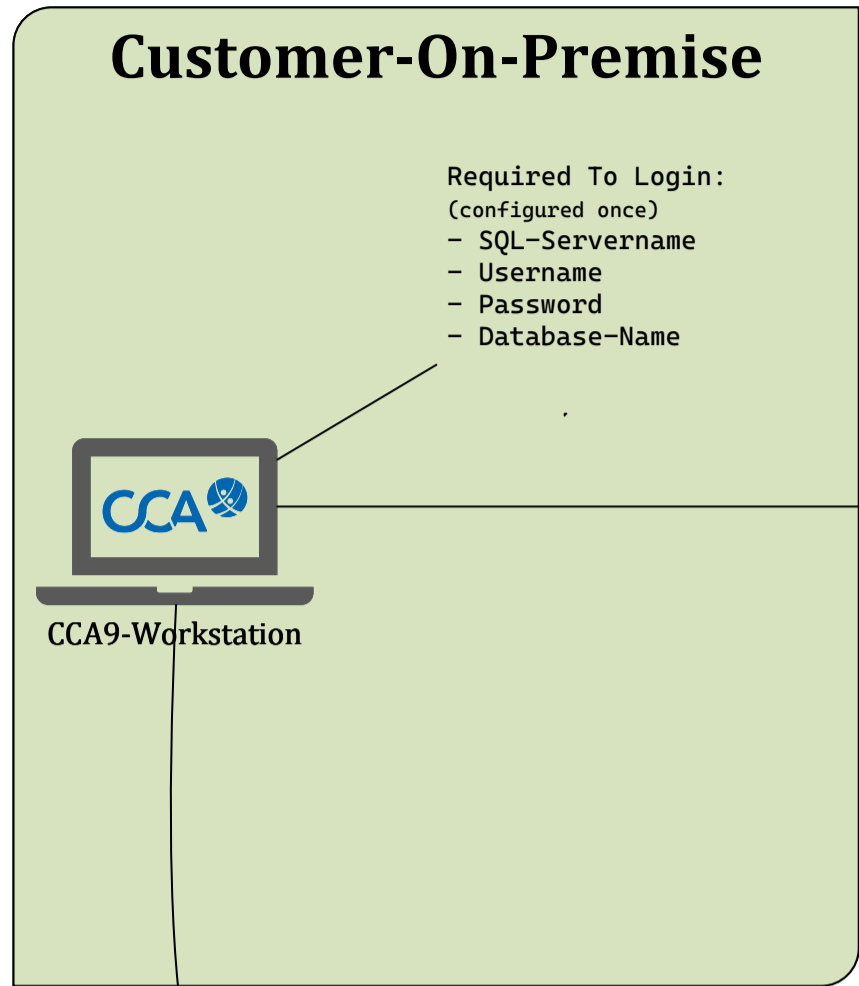 Customer-On-Premise
Required To Login:
(configured once)
- SQL-Servername
- Username
- Password
- Database-Name
CCA
CCA9-Workstation